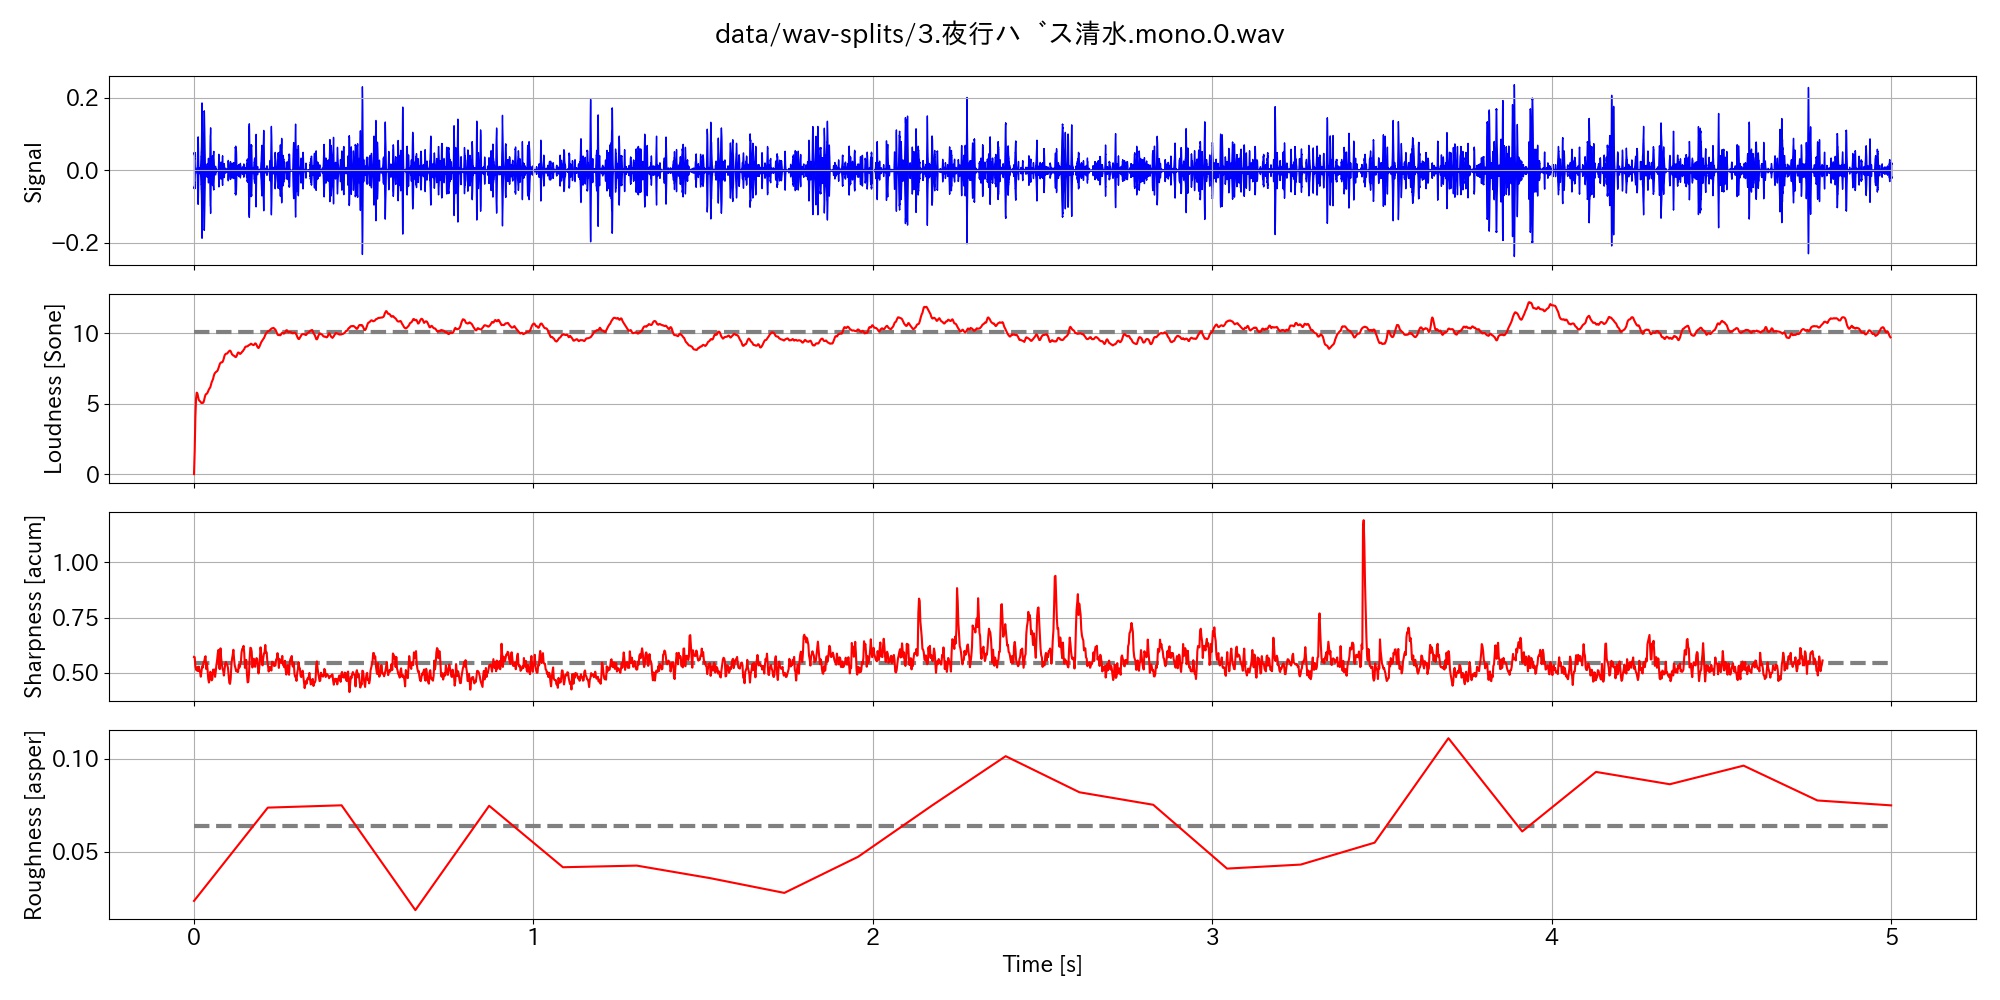 data/wav-splits/3.夜行ハ゛ス清水.mono.0.wav
Signal
0.2
0.0
−0.2
Loudness [Sone]
10
5
0
Sharpness [acum]
1.00
0.75
0.50
Roughness [asper]
0.10
0.05
0 1 2 3 4 5
Time [s]